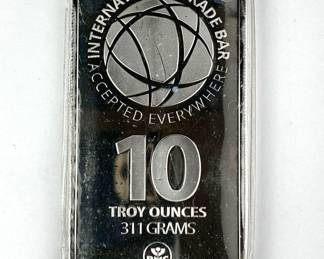 INTERNAT RADE BAR
ACCEPTED EVERYWHERE
10
TROY OUNCES
311 GRAMS